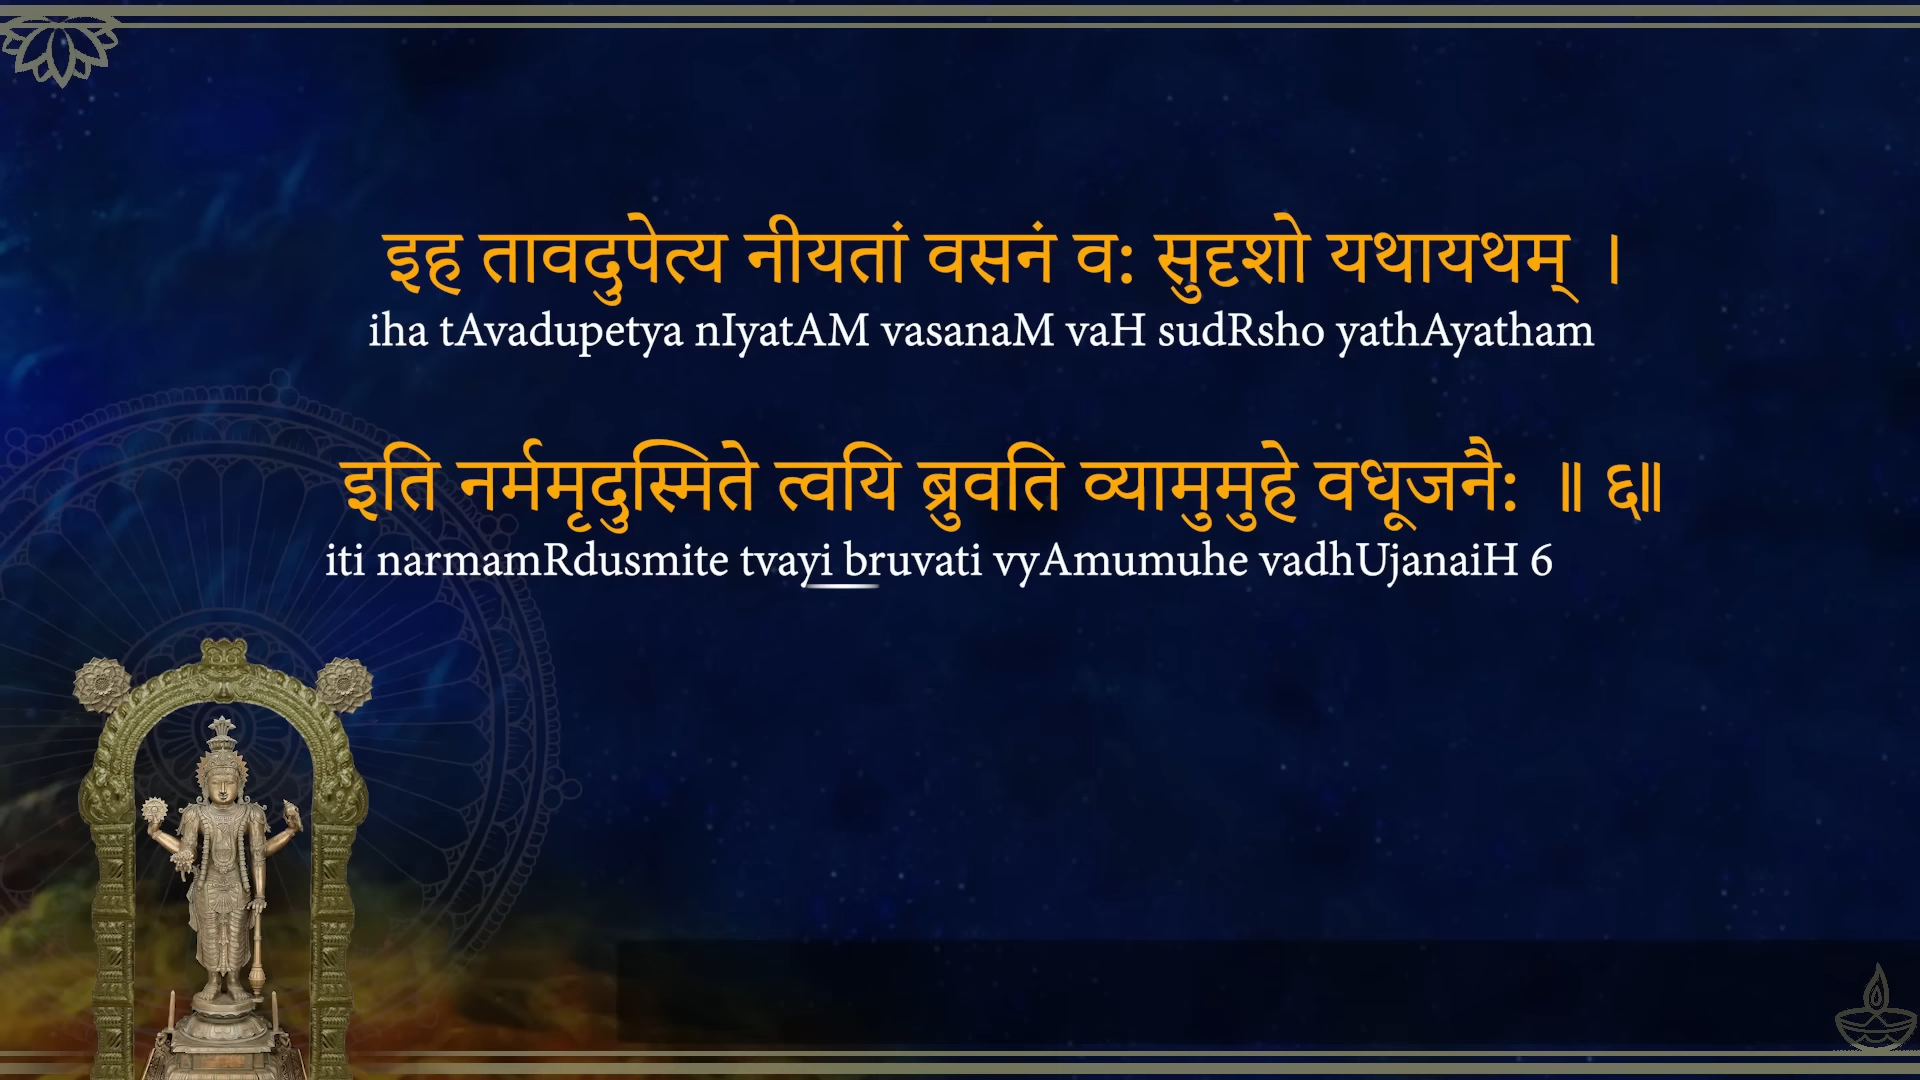 इह तावदुपेत्य नीयतां वसनं व: सुदृशो यथायथम् ।
iha tAvadupetya nIyatAM vasanaM vaH sudRsho yathAyatham
इति नर्ममृदुस्मिते त्वयि ब्रुवति व्यामुमुहे वधूजनै: ॥ ६॥
iti narmamRdusmite tvayi bruvati vyAmumuhe vadhUjanaiH 6